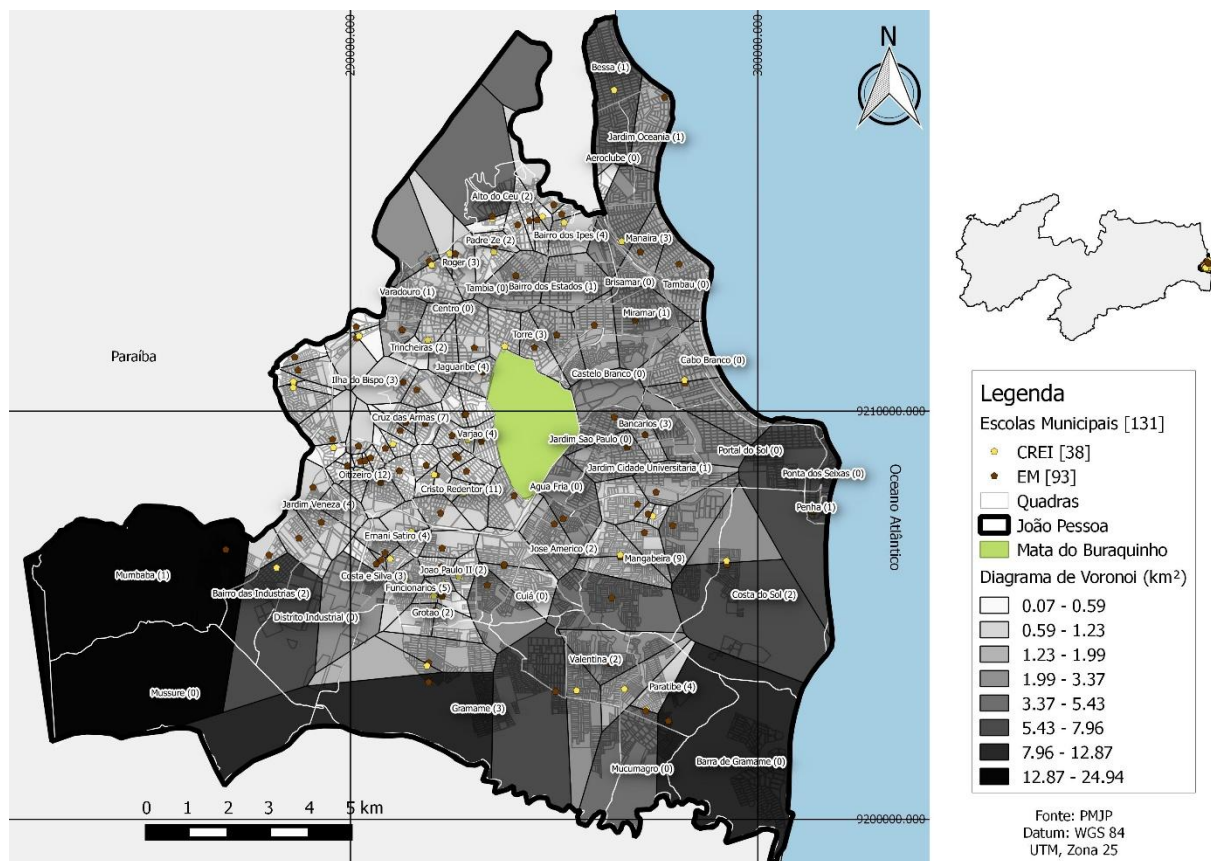 290000.000
300000.000
N
Bessa (1)
Jardim Oceania (1)
Aeroclube (0)
Alto do Ceu (2)
Bairro dos Ipes (4)
Manaira (3)
Padre Ze (2)
Roger (3)
Tambia (0)
Bairro dos Estados (1)
Brisamar (0)
Tambau (0)
Varadouro (1)
Centro (0)
Miramar (1)
Torre (3)
Trincheiras (2)
Paraíba
Jaguaribe (4)
Cabo Branco (0)
Ilha do Bispo (3)
Castelo Branco (0)
9210000.000
Cruz das Armas (7)
Bancarios (3)
Varjao (4)
Jardim Sao Paulo (0)
Portal do Sol (0)
Oitizeiro (12)
Jardim Cidade Universitaria (1)
Ponta dos Seixas (0)
Cristo Redentor (11)
Agua Fria (0)
Oceano Atlântico
Jardim Veneza (4)
Penha (1)
Ernani Satiro (4)
Jose Americo (2)
Mangabeira (9)
Mumbaba (1)
Costa e Silva (3)
Joao Paulo II (2)
Bairro das Industrias (2)
Funcionarios (5)
Cuiá (0)
Costa do Sol (2)
Distrito Industrial (0)
Grotao (2)
Valentina (2)
Mussure (0)
Paratibe (4)
Gramame (3)
Barra de Gramame (0)
Mucumagro (0)
0 1 2 3 4 5 km
9200000.000
Legenda
Escolas Municipais [131]
CREI [38]
EM [93]
Quadras
João Pessoa
Mata do Buraquinho
Diagrama de Voronoi (km²)
0.07 - 0.59
0.59 - 1.23
1.23 - 1.99
1.99 - 3.37
3.37 - 5.43
5.43 - 7.96
7.96 - 12.87
12.87 - 24.94
Fonte: PMJP
Datum: WGS 84
UTM, Zona 25